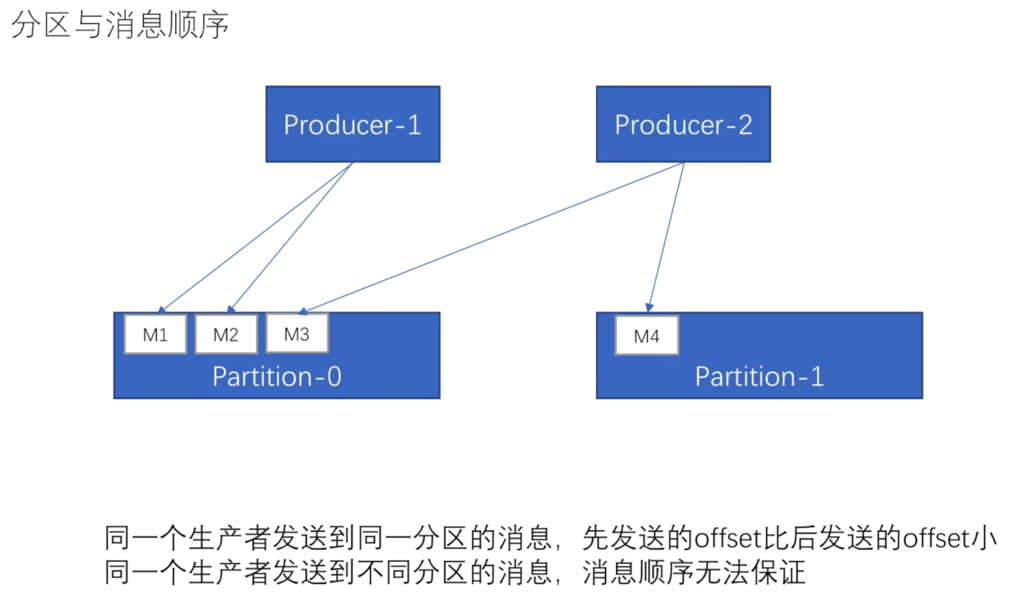 分区与消息顺序
Producer-1
Producer-2
M1
M2
M3
Partition-0
M4
Partition-1
同一个生产者发送到同一分区的消息，先发送的offset比后发送的offset小
同一个生产者发送到不同分区的消息，消息顺序无法保证